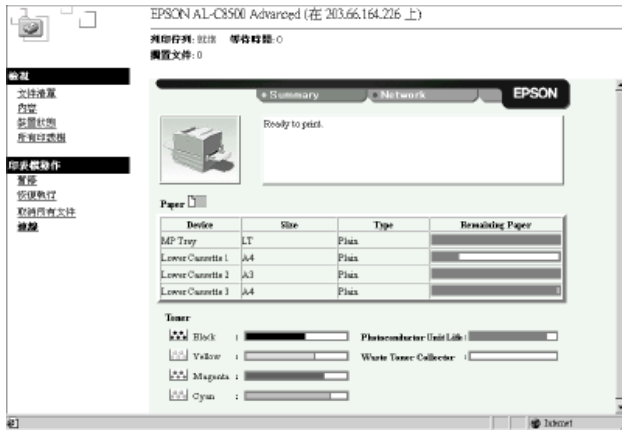 EPSON AL-C8500 Advanced (在 203.66.164.226 上)
列印佇列: 就緒 等待時間:0
擱置文件:0
檢視
文件清單
內容
裝置狀態
所有印表機
印表機動作
暫停
恢復執行
取消所有文件
連線
Summary
Network
EPSON
Ready to print.
Paper
Device Size Type Remaining Paper
MP Tray LT Plain
Lower Cassette 1 A4 Plain
Lower Cassette 2 A3 Plain
Lower Cassette 3 A4 Plain
Toner
Black :
Yellow :
Magenta :
Cyan :
Photoconductor Unit Life :
Waste Toner Collector :
Internet